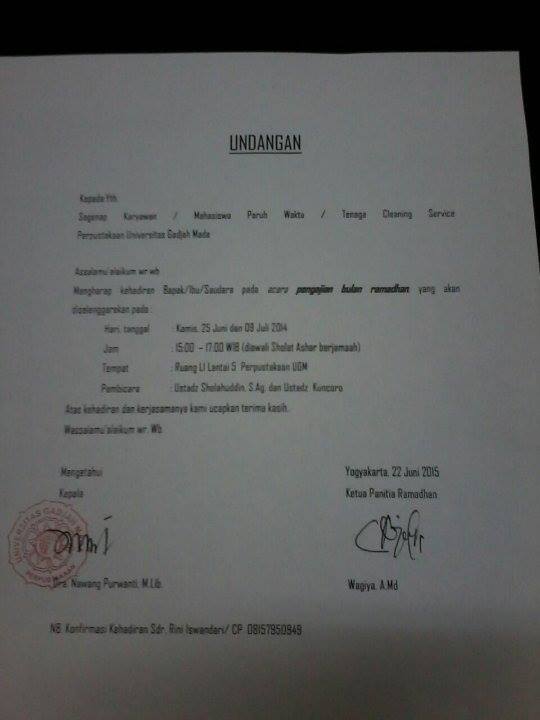 UNDANGAN
Kepada Yth.
Segenap Karyawan / Mahasiswa Paruh Waktu / Tenaga Cleaning Service
Perpustakaan Universitas Gadjah Mada
Assalamu'alaikum wr.wb
Mengharap kehadiran Bapak/Ibu/Saudara pada acara pengajian bulan ramadhan yang akan
diselenggarakan pada :
Hari, tanggal : Kamis, 25 Juni dan 09 Juli 2014
Jam : 15.00 – 17.00 WIB (diawali Sholat Ashar berjamaah)
Tempat : Ruang L1 Lantai 5 Perpustakaan UGM
Pembicara : Ustadz Sholahuddin, S.Ag. dan Ustedz Kuncoro
Atas kehadiran dan kerjasamanya kami ucapkan terima kasih.
Wassalamu'alaikum wr. Wb.
Mengetahui
Kepala
Yogyakarta, 22 Juni 2015
Ketua Panitia Ramadhan
UNIVERSITAS GADJAH
PERPUSTAKAAN
Dra. Nawang Purwanti, M.Lib.
Wagiya, A.Md
NB. Konfirmasi Kehadiran Sdr. Rini Iswandari/ CP 08157950949